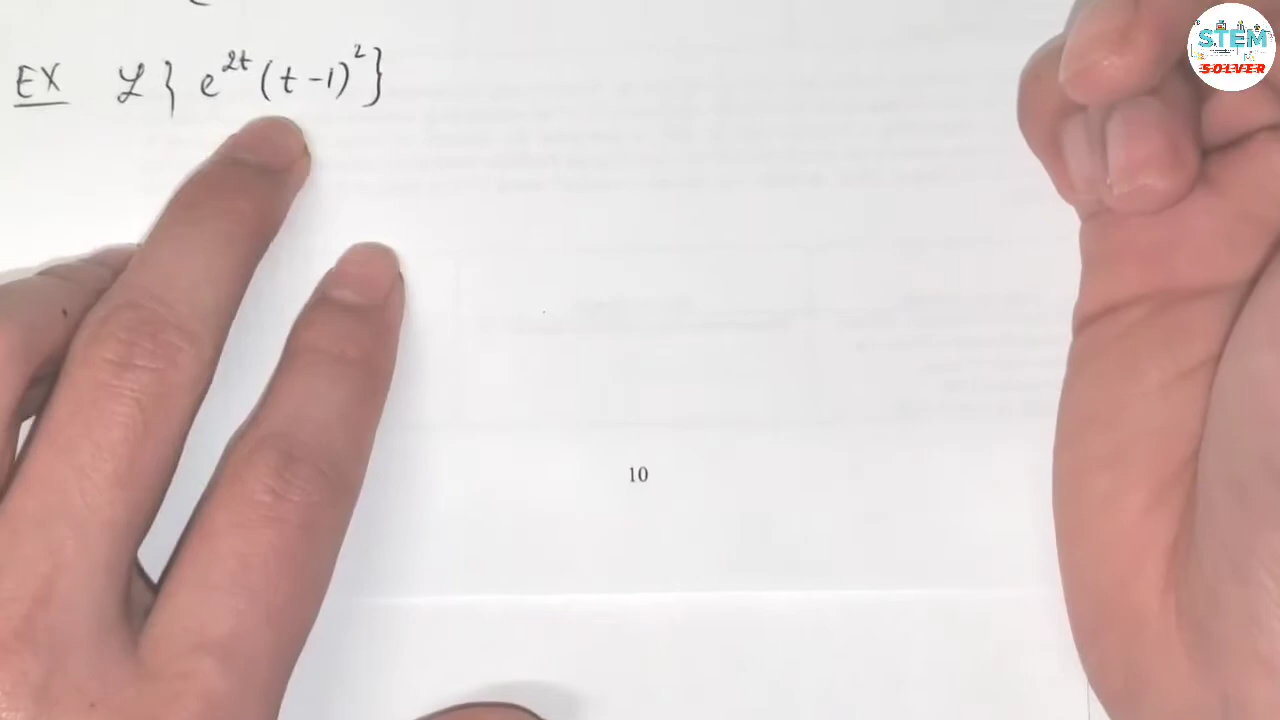 STEM
SOLVER
EX ℒ{e^{2t}(t-1)^2}
10